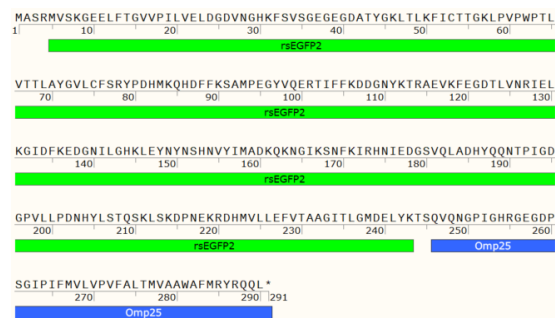 MASRMVSKGEELFTGVVPILVELDGDVNGHKFSVSGEGEGDATYGKLTLKFICTTGKLPVPWPTL
1 10 20 30 40 50 60
rsEGFP2
VTTLAYGVLCFSRYPDHMKQHDFFKSAMPEGYVQERTIFFKDDGNYKTRAEVKFEGDTLVNRIEL
70 80 90 100 110 120 130
rsEGFP2
KGIDFKEDGNILGHKLEYNYNSHNVYIMADKQKNGIKSNFKIRHNIEDGSVQLADHYQQNTPIGD
140 150 160 170 180 190
rsEGFP2
GPVLLPDNHYLSTQSKLSKDPNEKRDHMVLLEFVTAAGITLGMDELYKTSQVQNGPIGHRGEGDP
200 210 220 230 240 250 260
rsEGFP2 Omp25
SGIPIFMVLVPVFALTMVAAWAFMRYRQQL*
270 280 290 291
Omp25